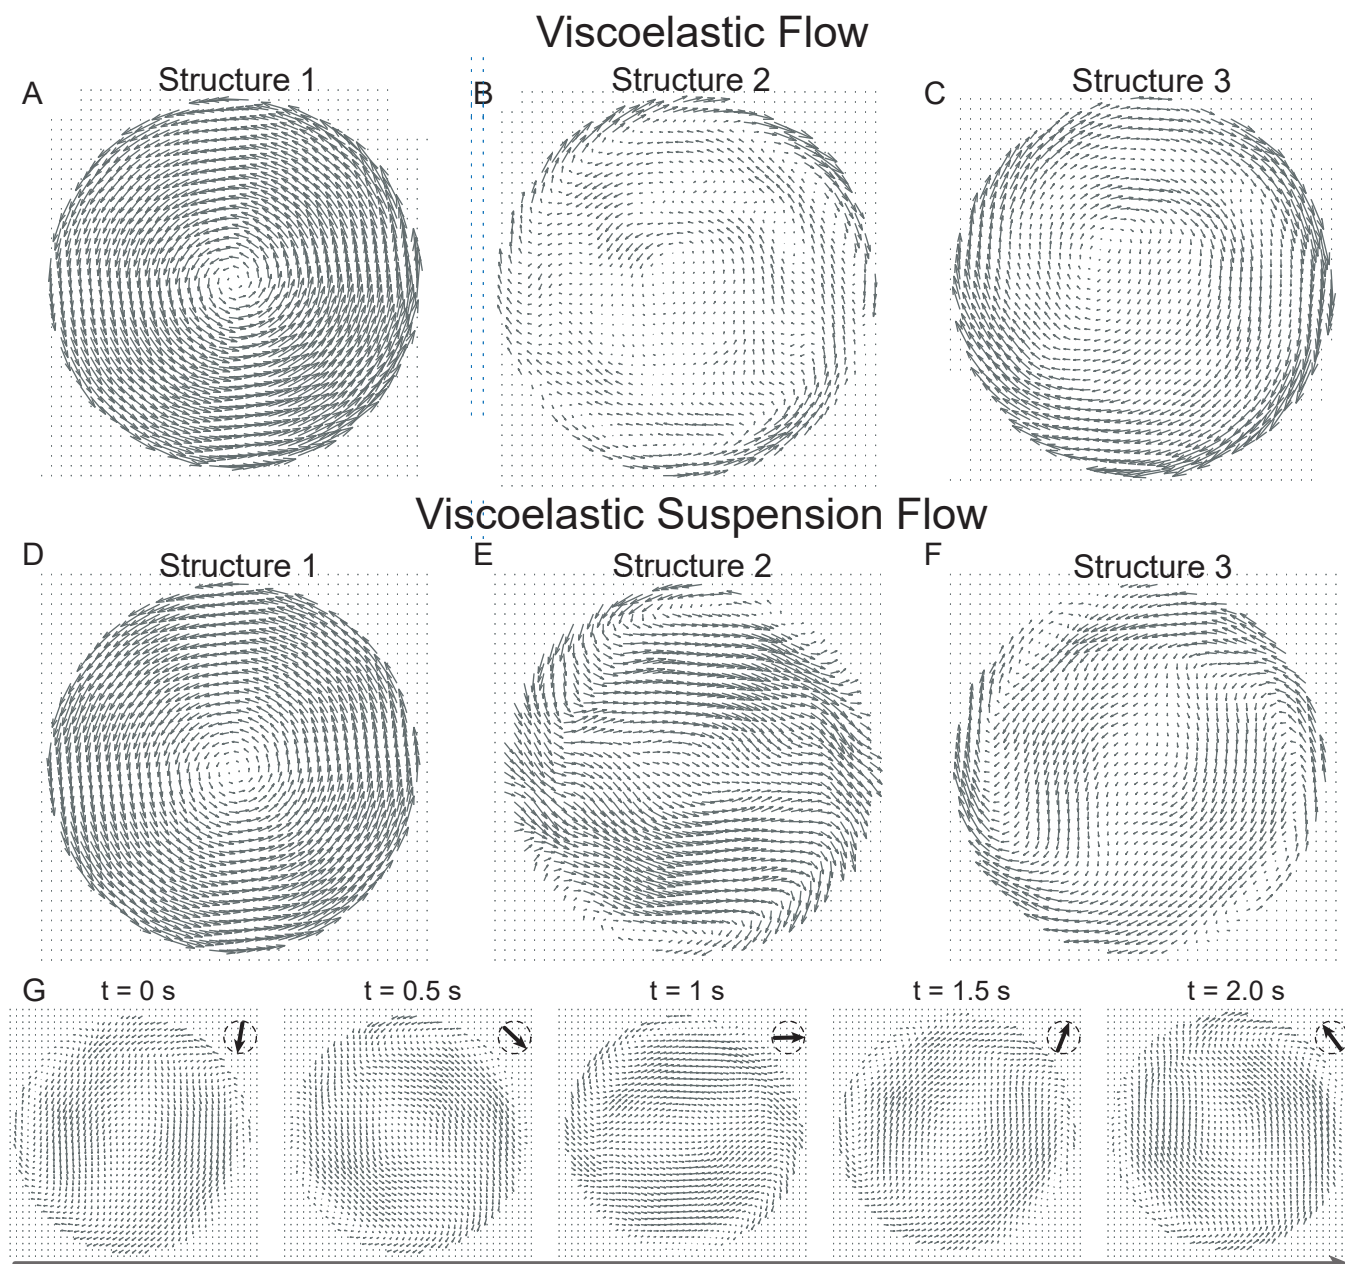 Viscoelastic Flow
A Structure 1 B Structure 2 C Structure 3
Viscoelastic Suspension Flow
D Structure 1 E Structure 2 F Structure 3
G t = 0 s t = 0.5 s t = 1 s t = 1.5 s t = 2.0 s